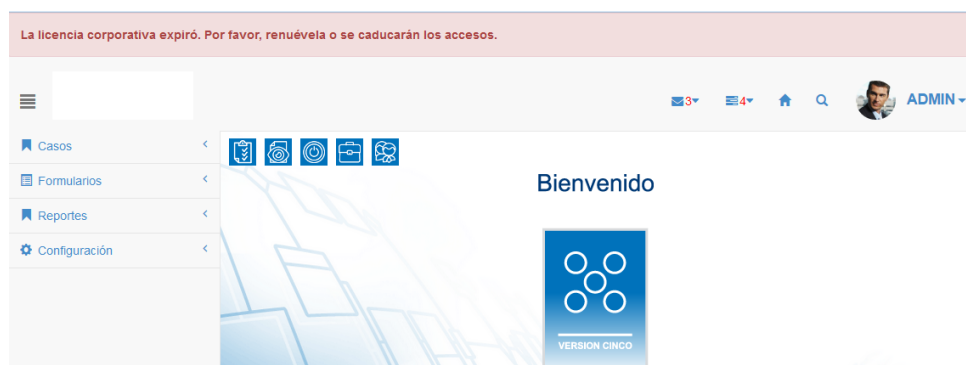 La licencia corporativa expiró. Por favor, renuévela o se caducarán los accesos.
3 4 ADMIN
Casos
Formularios
Reportes
Configuración
Bienvenido
VERSION CINCO